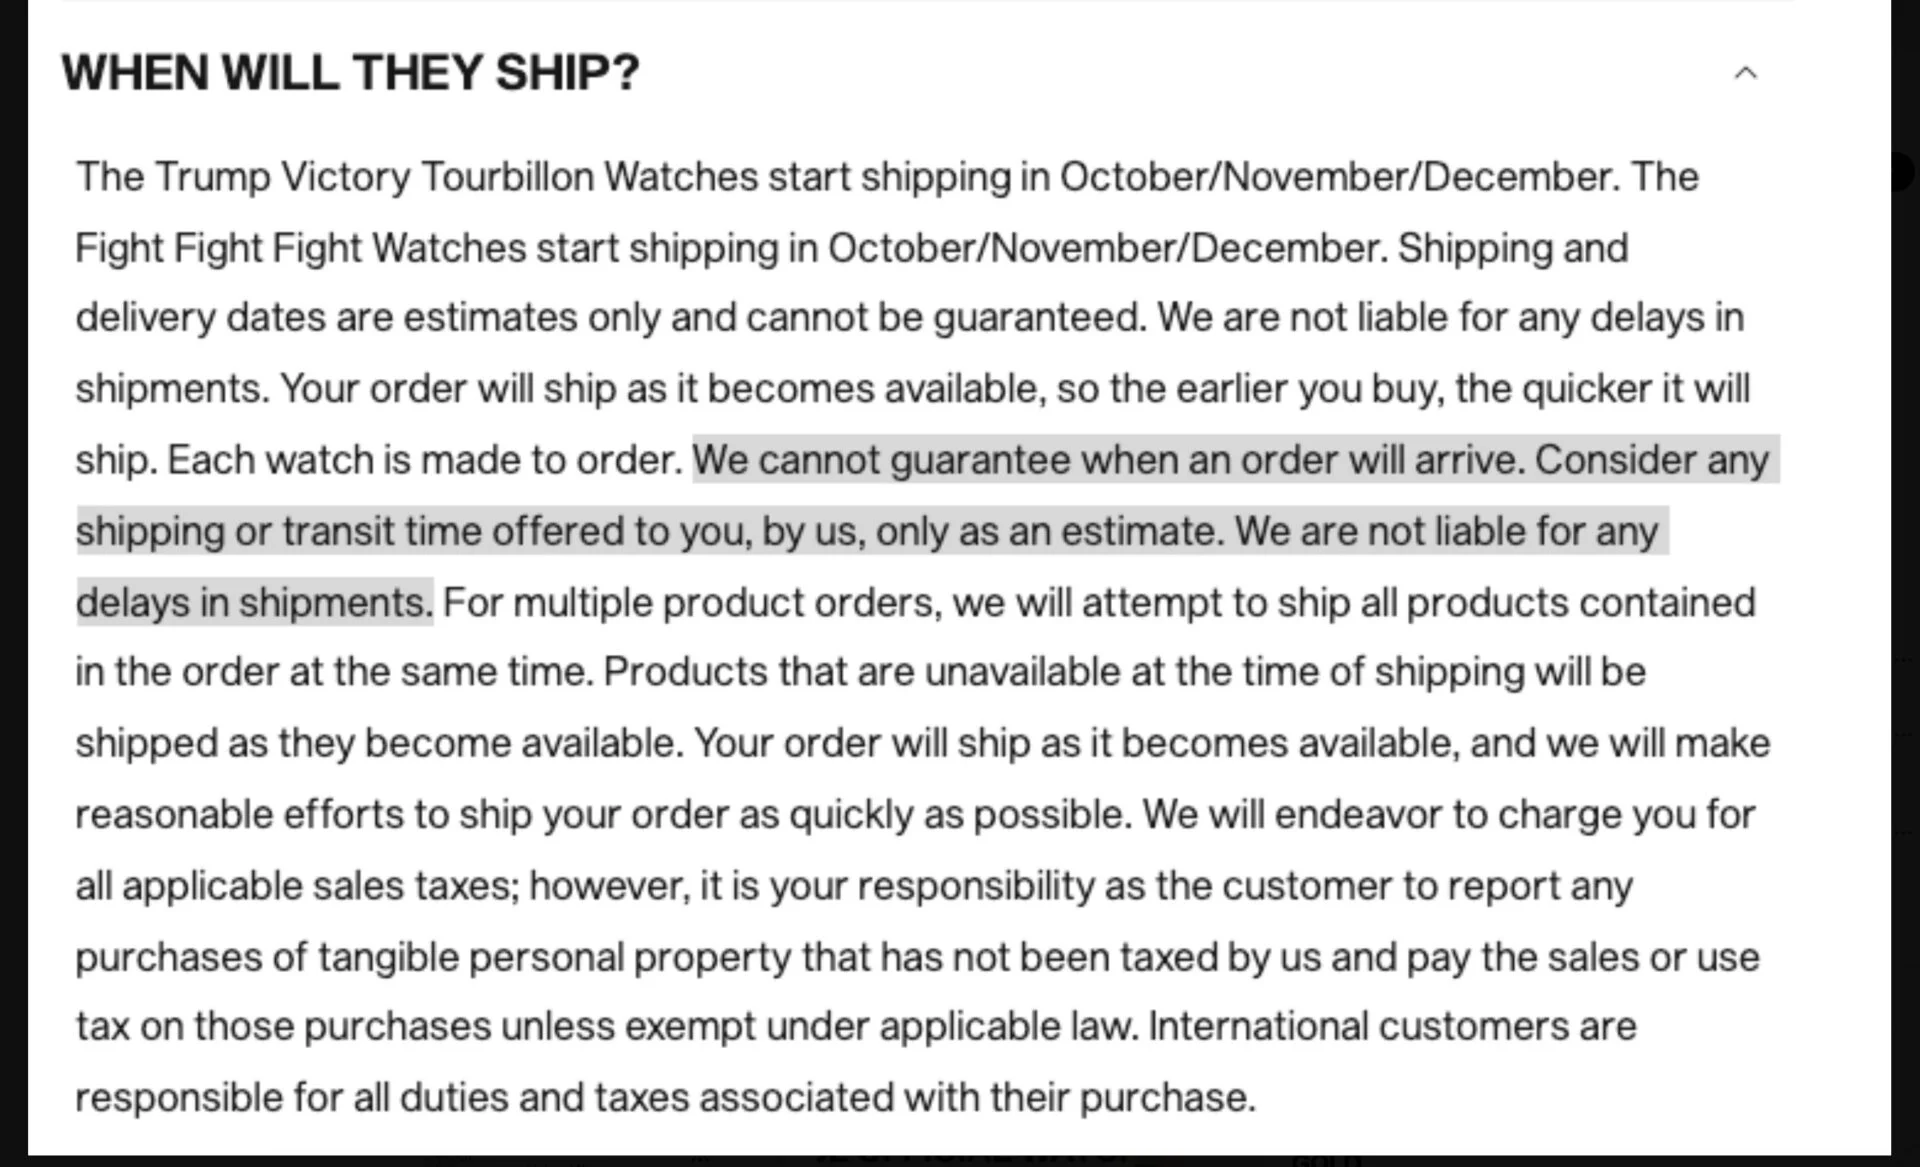 WHEN WILL THEY SHIP?
The Trump Victory Tourbillon Watches start shipping in October/November/December. The
Fight Fight Fight Watches start shipping in October/November/December. Shipping and
delivery dates are estimates only and cannot be guaranteed. We are not liable for any delays in
shipments. Your order will ship as it becomes available, so the earlier you buy, the quicker it will
ship. Each watch is made to order. We cannot guarantee when an order will arrive. Consider any
shipping or transit time offered to you, by us, only as an estimate. We are not liable for any
delays in shipments. For multiple product orders, we will attempt to ship all products contained
in the order at the same time. Products that are unavailable at the time of shipping will be
shipped as they become available. Your order will ship as it becomes available, and we will make
reasonable efforts to ship your order as quickly as possible. We will endeavor to charge you for
all applicable sales taxes; however, it is your responsibility as the customer to report any
purchases of tangible personal property that has not been taxed by us and pay the sales or use
tax on those purchases unless exempt under applicable law. International customers are
responsible for all duties and taxes associated with their purchase.